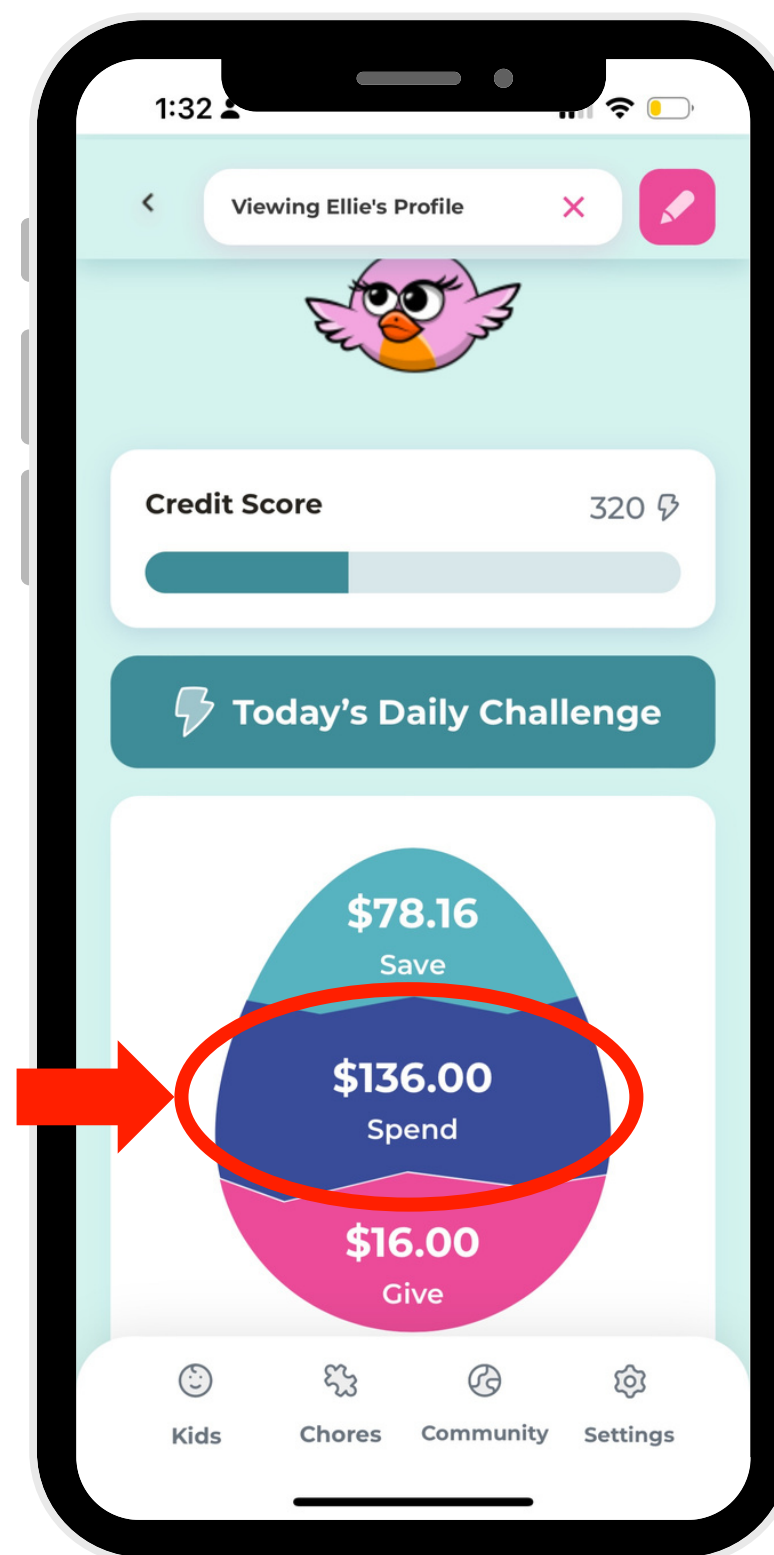 1:32
Viewing Ellie's Profile
Credit Score
320
Today's Daily Challenge
$78.16
Save
$136.00
Spend
$16.00
Give
Kids
Chores
Community
Settings